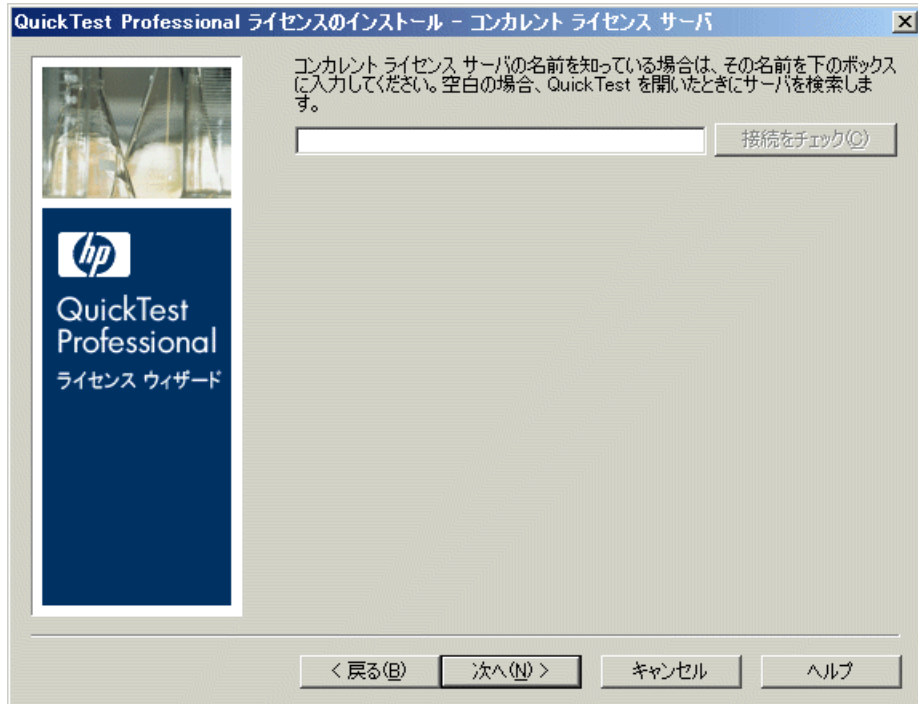 QuickTest Professional ライセンスのインストール - コンカレント ライセンス サーバ
コンカレント ライセンス サーバの名前を知っている場合は、その名前を下のボックス
に入力してください。空白の場合、QuickTest を開いたときにサーバを検索しま
す。
接続をチェック(C)
hp
QuickTest
Professional
ライセンス ウィザード
< 戻る(B)
次へ(N) >
キャンセル
ヘルプ